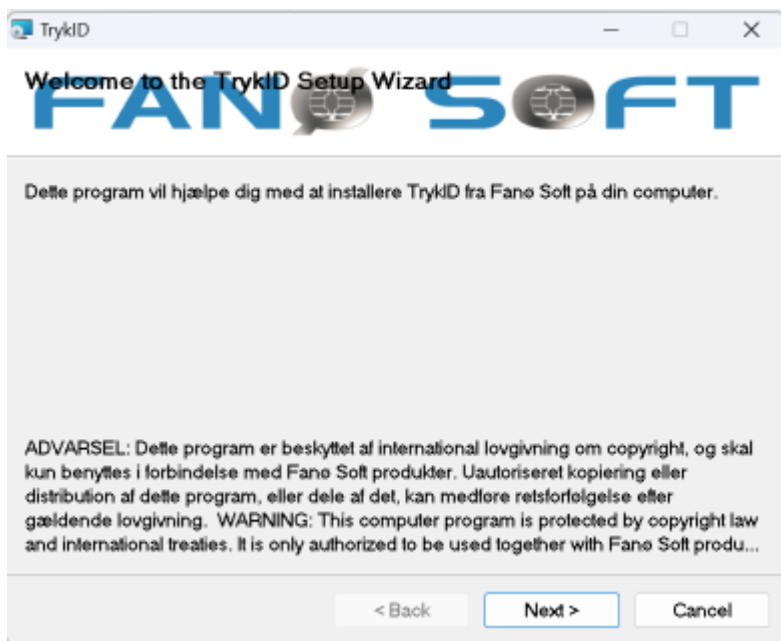 TrykID
Welcome to the TrykID Setup Wizard
FANØ SOFT
Dette program vil hjælpe dig med at installere TrykID fra Fanø Soft på din computer.
ADVARSEL: Dette program er beskyttet af international lovgivning om copyright, og skal
kun benyttes i forbindelse med Fanø Soft produkter. Uautoriseret kopiering eller
distribution af dette program, eller dele af det, kan medføre retsforfølgelse efter
gældende lovgivning.  WARNING: This computer program is protected by copyright law
and international treaties. It is only authorized to be used together with Fanø Soft produ...
< Back
Next >
Cancel